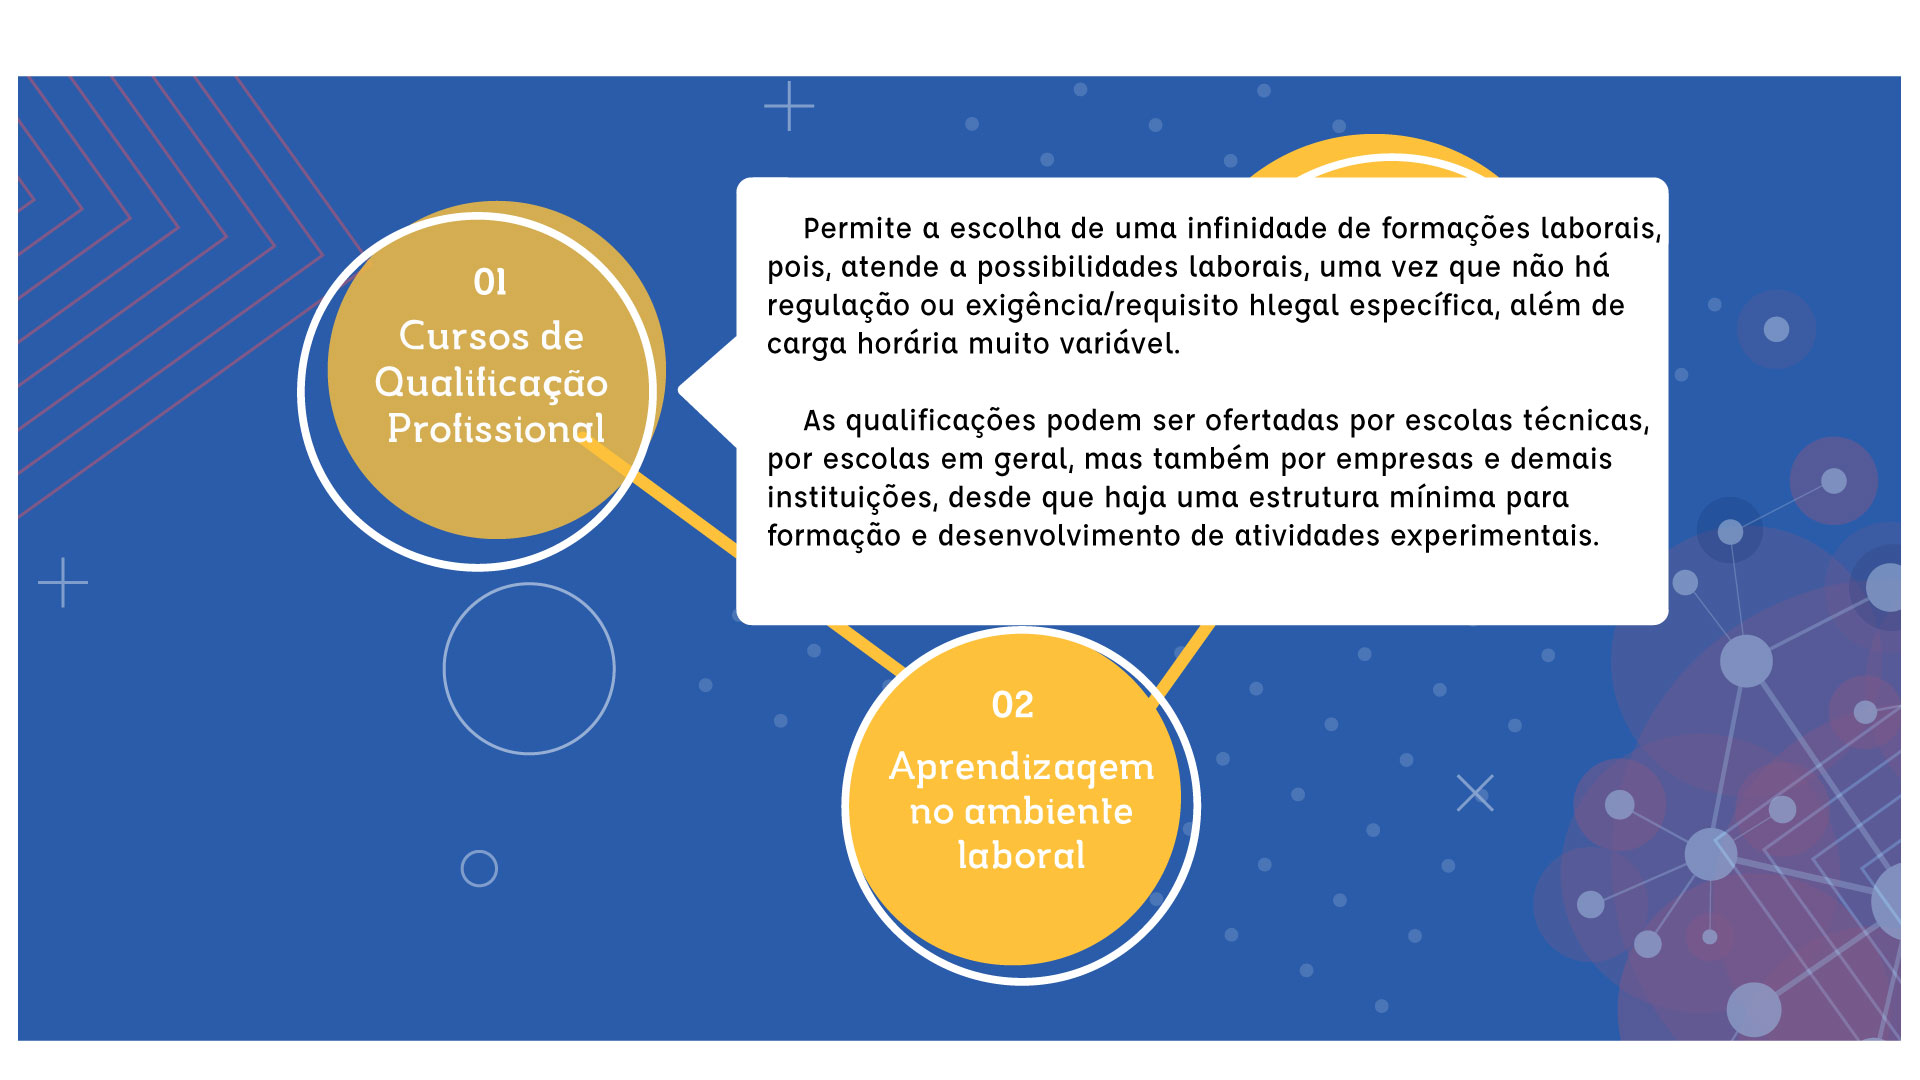 01
Cursos de
Qualificação
Profissional
Permite a escolha de uma infinidade de formações laborais,
pois, atende a possibilidades laborais, uma vez que não há
regulação ou exigência/requisito hlegal específica, além de
carga horária muito variável.
As qualificações podem ser ofertadas por escolas técnicas,
por escolas em geral, mas também por empresas e demais
instituições, desde que haja uma estrutura mínima para
formação e desenvolvimento de atividades experimentais.
02
Aprendizagem
no ambiente
laboral